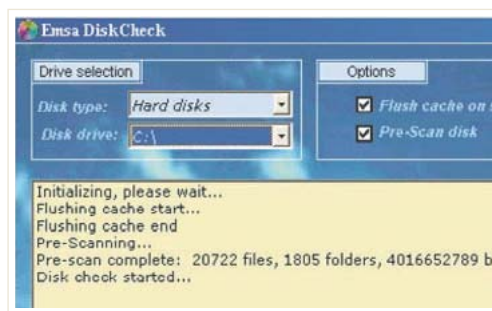 Emsa DiskCheck
Drive selection
Options
Disk type: Hard disks
Flush cache on s
Disk drive: C:\
Pre-Scan disk
Initializing, please wait...
Flushing cache start...
Flushing cache end
Pre-Scanning...
Pre-scan complete: 20722 files, 1805 folders, 4016652789 b
Disk check started...